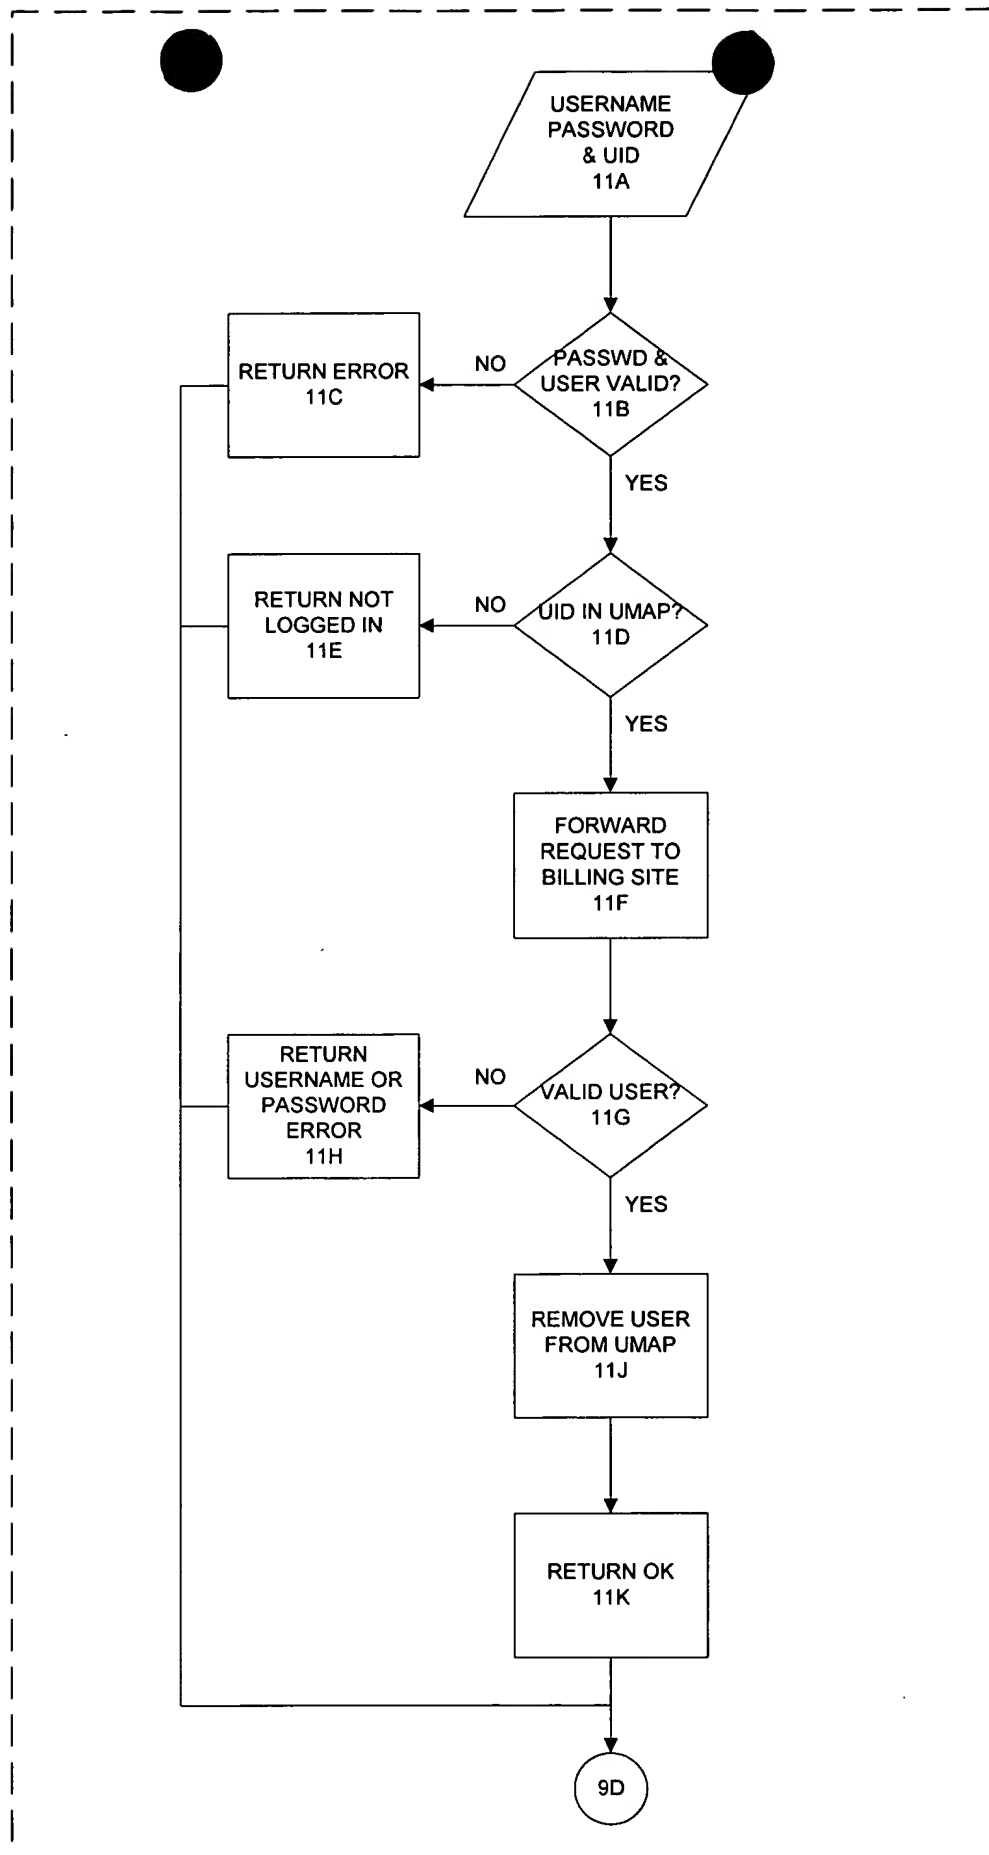 USERNAME
PASSWORD
& UID
11A
PASSWD &
USER VALID?
11B
NO
RETURN ERROR
11C
YES
UID IN UMAP?
11D
NO
RETURN NOT
LOGGED IN
11E
YES
FORWARD
REQUEST TO
BILLING SITE
11F
VALID USER?
11G
NO
RETURN
USERNAME OR
PASSWORD
ERROR
11H
YES
REMOVE USER
FROM UMAP
11J
RETURN OK
11K
9D